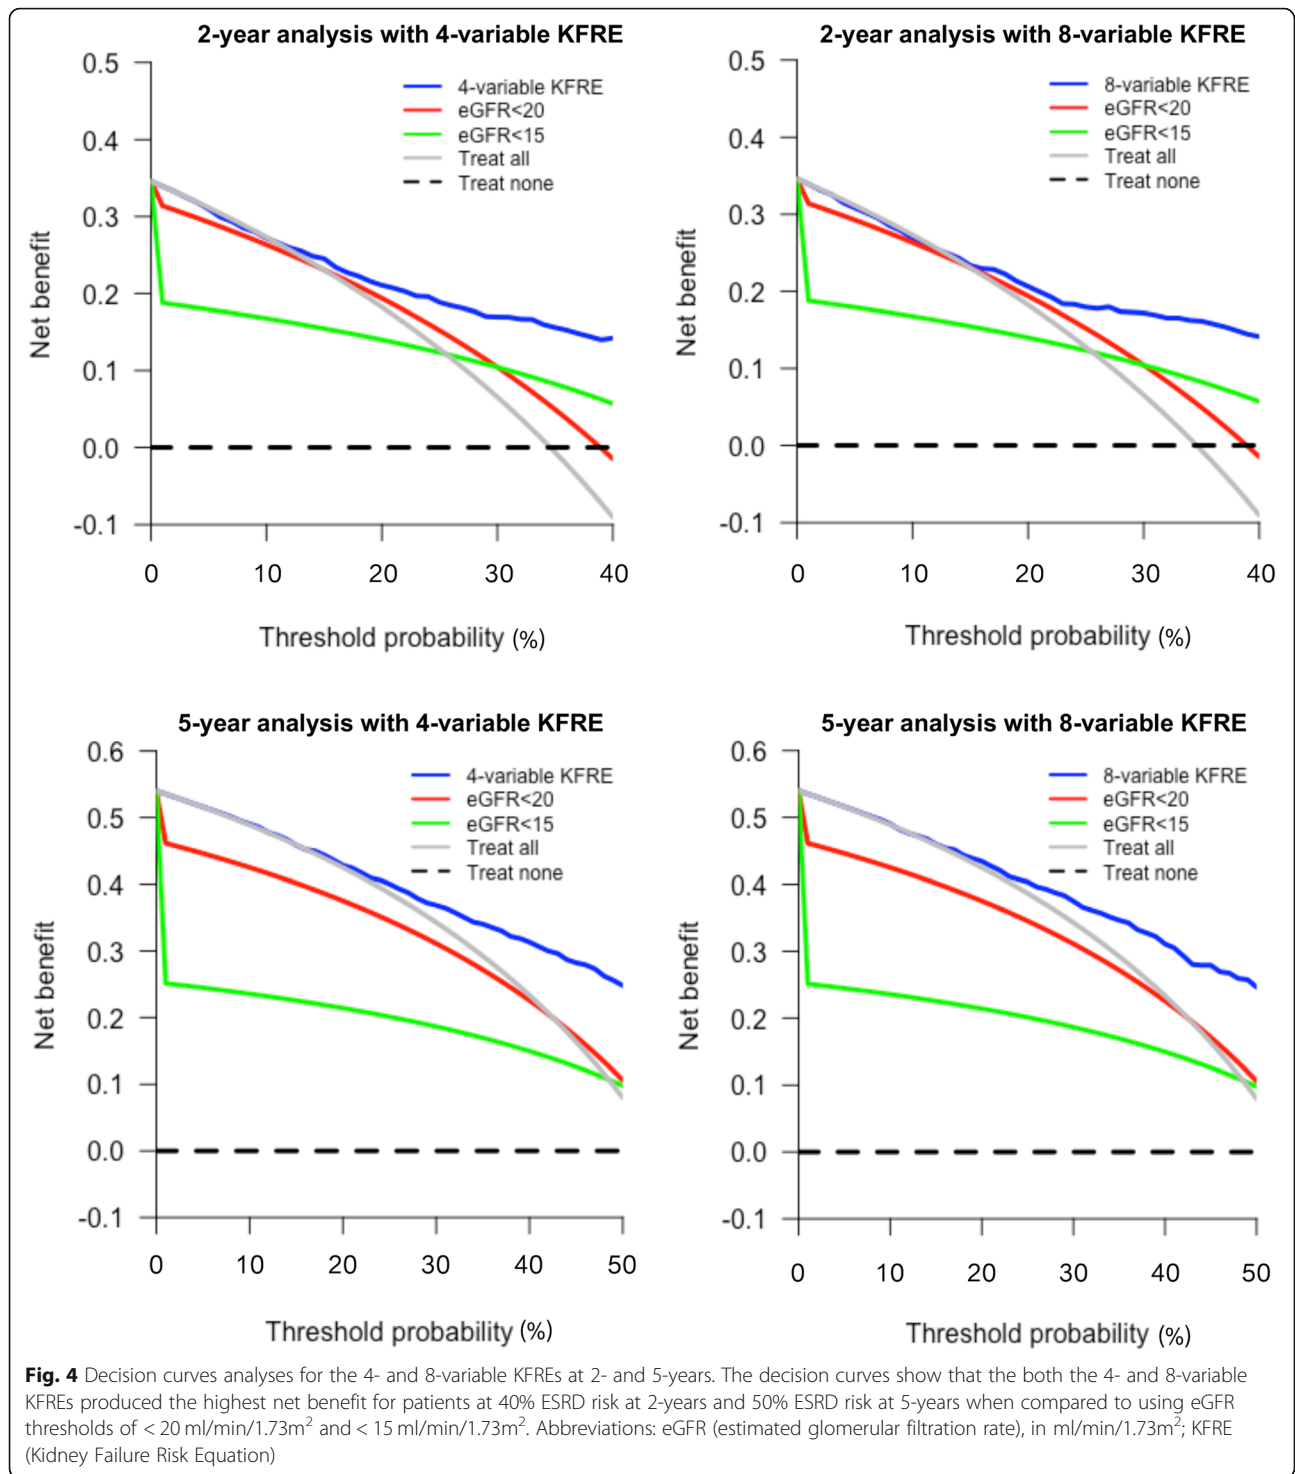 2-year analysis with 4-variable KFRE
0.5
0.4
0.3
0.2
0.1
0.0
-0.1
Net benefit
4-variable KFRE
eGFR<20
eGFR<15
Treat all
Treat none
0 10 20 30 40
Threshold probability (%)
2-year analysis with 8-variable KFRE
0.5
0.4
0.3
0.2
0.1
0.0
-0.1
Net benefit
8-variable KFRE
eGFR<20
eGFR<15
Treat all
Treat none
0 10 20 30 40
Threshold probability (%)
5-year analysis with 4-variable KFRE
0.6
0.5
0.4
0.3
0.2
0.1
0.0
-0.1
Net benefit
4-variable KFRE
eGFR<20
eGFR<15
Treat all
Treat none
0 10 20 30 40 50
Threshold probability (%)
5-year analysis with 8-variable KFRE
0.6
0.5
0.4
0.3
0.2
0.1
0.0
-0.1
Net benefit
8-variable KFRE
eGFR<20
eGFR<15
Treat all
Treat none
0 10 20 30 40 50
Threshold probability (%)
Fig. 4 Decision curves analyses for the 4- and 8-variable KFREs at 2- and 5-years. The decision curves show that the both the 4- and 8-variable
KFREs produced the highest net benefit for patients at 40% ESRD risk at 2-years and 50% ESRD risk at 5-years when compared to using eGFR
thresholds of < 20 ml/min/1.73m² and < 15 ml/min/1.73m². Abbreviations: eGFR (estimated glomerular filtration rate), in ml/min/1.73m²; KFRE
(Kidney Failure Risk Equation)